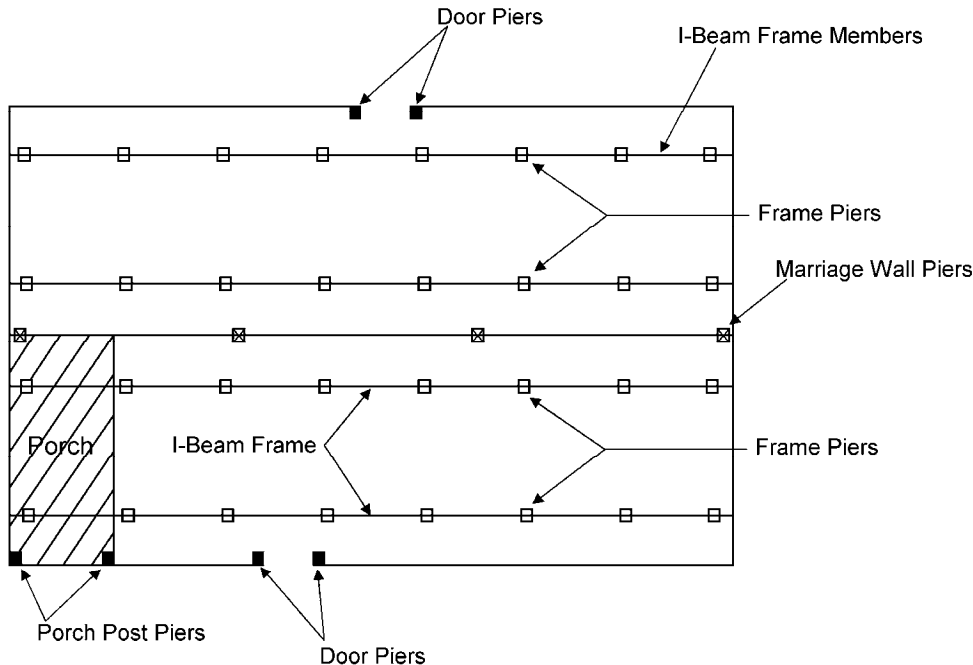 Door Piers
I-Beam Frame Members
Frame Piers
Marriage Wall Piers
Porch
I-Beam Frame
Frame Piers
Porch Post Piers
Door Piers